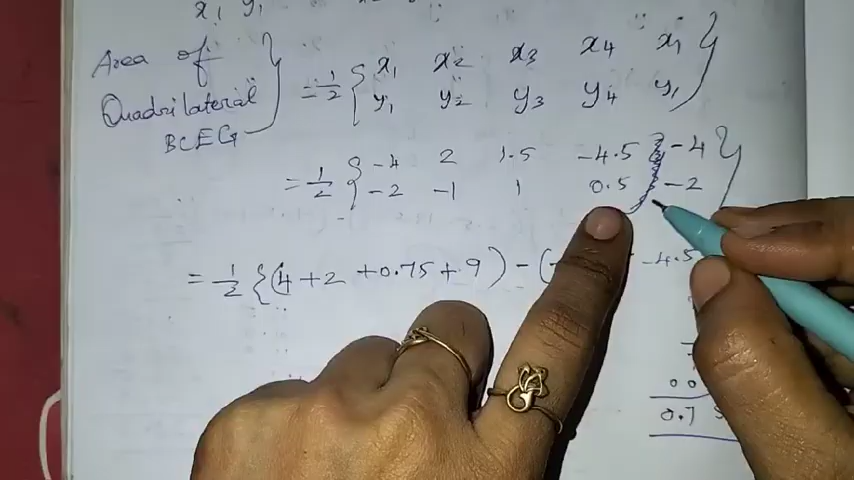 x₁ y₁
Area of
Quadrilateral
BCEG
= 1/2 { x₁ x₂ x₃ x₄ x₁ }
y₁ y₂ y₃ y₄ y₁
= 1/2 { -4 2 1.5 -4.5 -4 }
-2 -1 1 0.5 -2
= 1/2 {(4 + 2 + 0.75 + 9) - ( -4.5
00
0.7